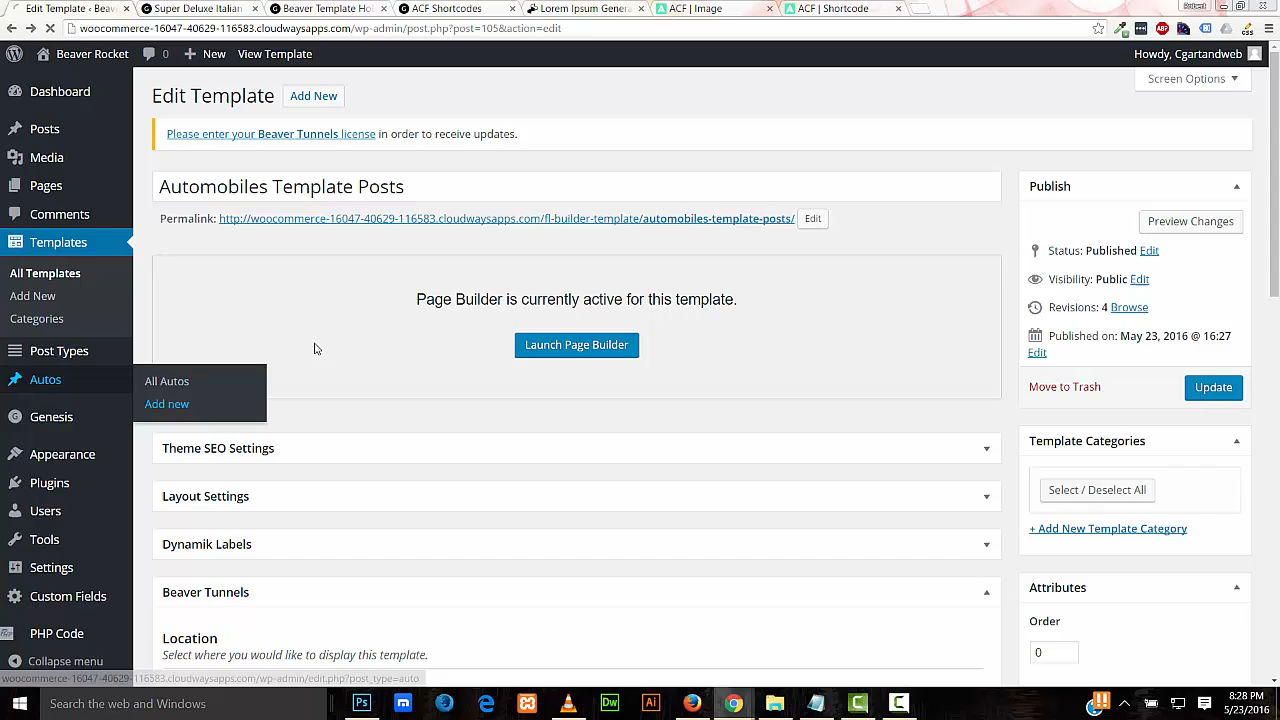 Edit Template ‹ Beav
Super Deluxe Italian
Beaver Template Ho
ACF Shortcodes
Lorem Ipsum Genera
ACF | Image
ACF | Shortcode
Robert
woocommerce-16047-40629-116583.cloudwaysapps.com/wp-admin/post.php?post=105&action=edit
Beaver Rocket
0
New
View Template
Howdy, Cgartandweb
Screen Options
Dashboard
Posts
Media
Pages
Comments
Templates
All Templates
Add New
Categories
Post Types
Autos
All Autos
Add new
Genesis
Appearance
Plugins
Users
Tools
Settings
Custom Fields
PHP Code
Collapse menu
Edit Template
Add New
Please enter your Beaver Tunnels license in order to receive updates.
Automobiles Template Posts
Permalink: http://woocommerce-16047-40629-116583.cloudwaysapps.com/fl-builder-template/automobiles-template-posts/
Edit
Page Builder is currently active for this template.
Launch Page Builder
Theme SEO Settings
Layout Settings
Dynamik Labels
Beaver Tunnels
Location
Select where you would like to display this template.
Publish
Preview Changes
Status: Published Edit
Visibility: Public Edit
Revisions: 4 Browse
Published on: May 23, 2016 @ 16:27
Edit
Move to Trash
Update
Template Categories
Select / Deselect All
+ Add New Template Category
Attributes
Order
0
woocommerce-16047-40629-116583.cloudwaysapps.com/wp-admin/edit.php?post_type=auto
Search the web and Windows
8:28 PM
5/23/2016